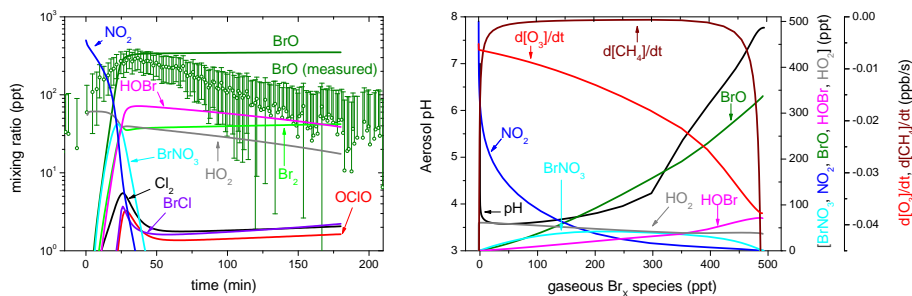 mixing ratio (ppt)
10³
10²
10¹
10⁰
NO₂
BrO
BrO (measured)
HOBr
BrNO₃
HO₂
Br₂
Cl₂
BrCl
OClO
0
50
100
150
200
time (min)
Aerosol pH
8
7
6
5
4
3
d[O₃]/dt
d[CH₄]/dt
BrO
NO₂
BrNO₃
pH
HO₂
HOBr
0
100
200
300
400
500
gaseous Brₓ species (ppt)
500
400
300
200
100
0
[BrNO₃, NO₂, BrO, HOBr, HO₂] (ppt)
0.00
-0.01
-0.02
-0.03
-0.04
d[O₃]/dt, d[CH₄]/dt (ppb/s)